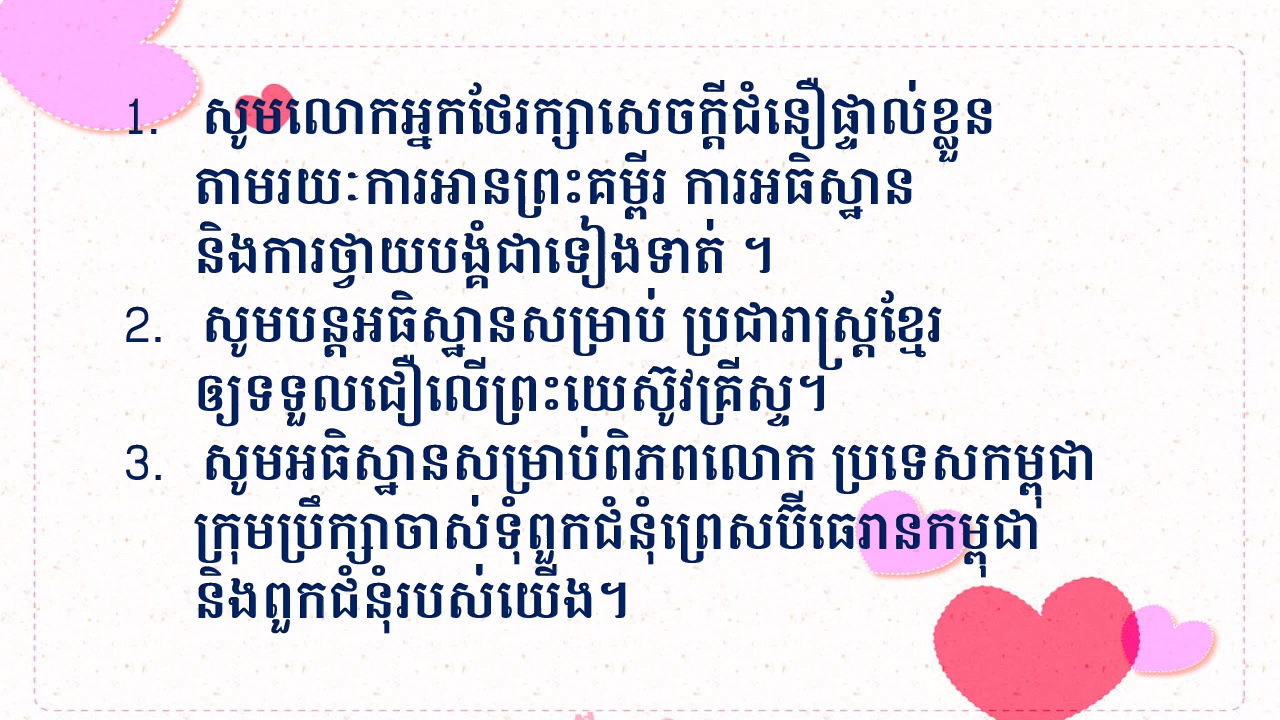 1. សូមលោកអ្នកថែរក្សាសេចក្តីជំនឿផ្ទាល់ខ្លួន
តាមរយៈការអានព្រះគម្ពីរ ការអធិស្ឋាន
និងការថ្វាយបង្គំជាទៀងទាត់ ។
2. សូមបន្តអធិស្ឋានសម្រាប់ ប្រជារាស្ត្រខ្មែរ
ឲ្យទទួលជឿលើព្រះយេស៊ូវគ្រីស្ទ។
3. សូមអធិស្ឋានសម្រាប់ពិភពលោក ប្រទេសកម្ពុជា
ក្រុមប្រឹក្សាចាស់ទុំពួកជំនុំព្រេសប៊ីធេរានកម្ពុជា
និងពួកជំនុំរបស់យើង។